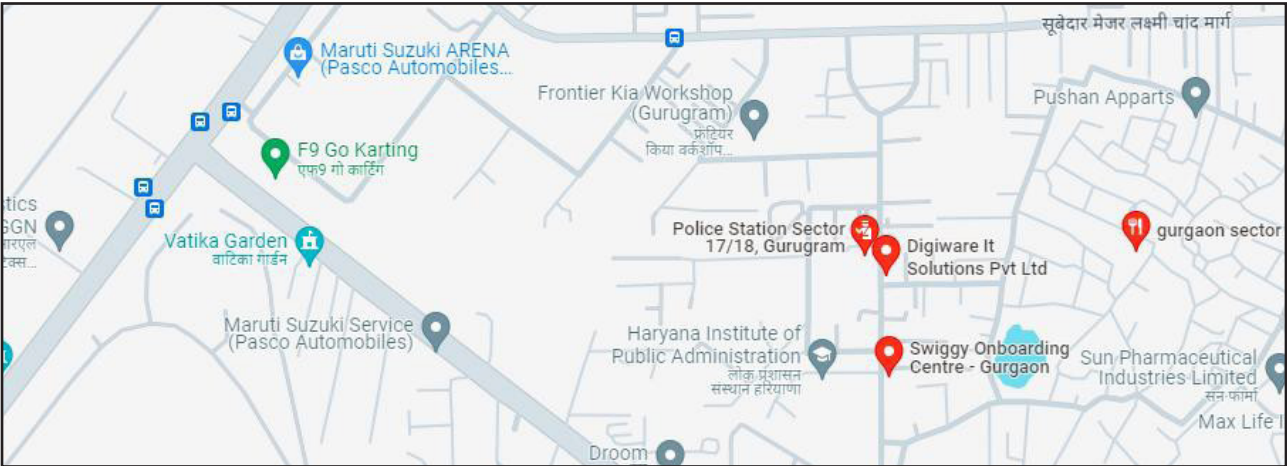 सूबेदार मेजर लक्ष्मी चांद मार्ग
Maruti Suzuki ARENA
(Pasco Automobiles...
Frontier Kia Workshop
(Gurugram)
फ्रंटियर
किया वर्कशॉप...
Pushan Apparts
F9 Go Karting
एफ9 गो कार्टिंग
tics
GGN
आरएल
टिक्स...
Vatika Garden
वाटिका गार्डन
Police Station Sector
17/18, Gurugram
Digiware It
Solutions Pvt Ltd
gurgaon sector
Maruti Suzuki Service
(Pasco Automobiles)
Haryana Institute of
Public Administration
लोक प्रशासन
संस्थान हरियाणा
Swiggy Onboarding
Centre - Gurgaon
Sun Pharmaceutical
Industries Limited
सन फार्मा
Max Life I
Droom